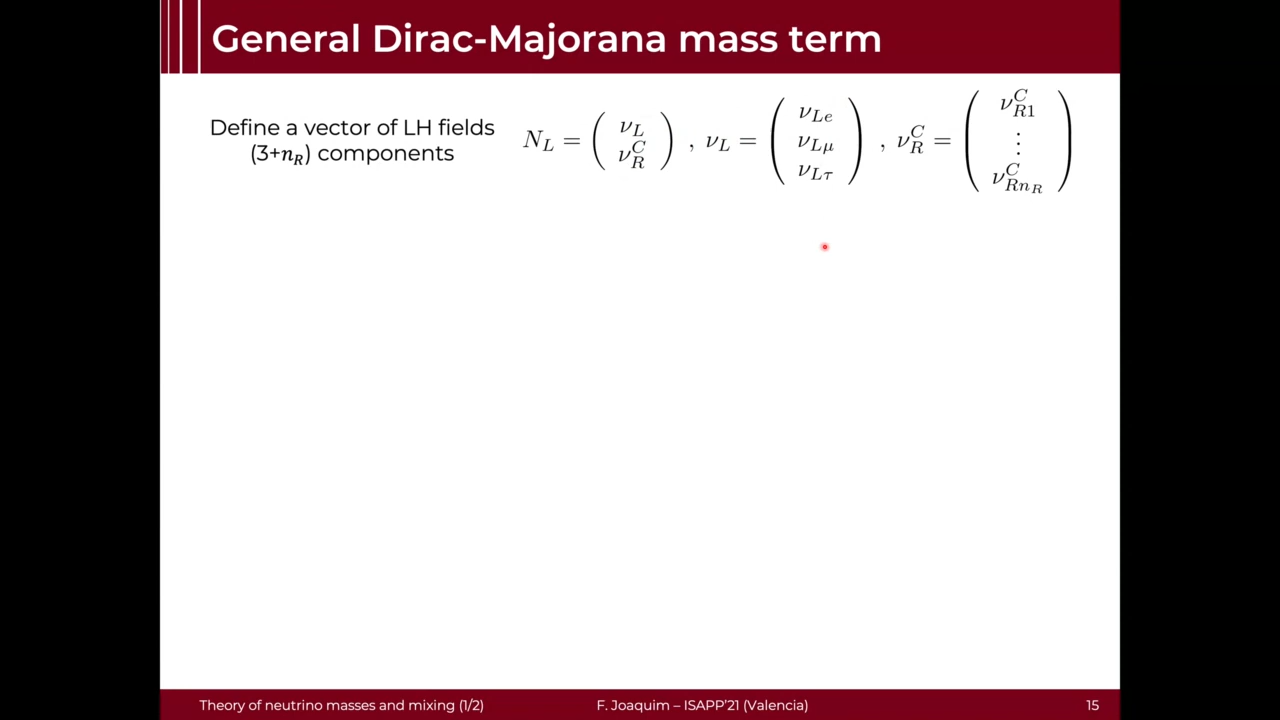 General Dirac-Majorana mass term
Define a vector of LH fields
(3+n_R) components
N_L = ( ν_L ν_R^C ) , ν_L = ( ν_Le ν_Lμ ν_Lτ ) , ν_R^C = ( ν_R1^C ⋮ ν_Rn_R^C )
Theory of neutrino masses and mixing (1/2) F. Joaquim – ISAPP'21 (Valencia) 15